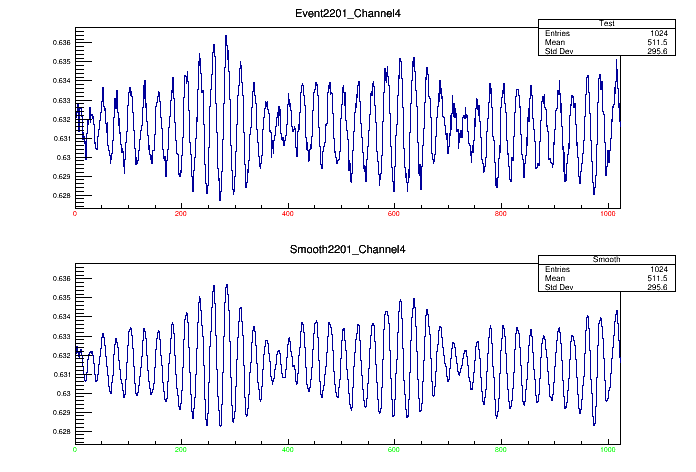 Event2201_Channel4
Test
Entries 1024
Mean 511.5
Std Dev 295.6
0.636
0.635
0.634
0.633
0.632
0.631
0.63
0.629
0.628
0 200 400 600 800 1000
Smooth2201_Channel4
Smooth
Entries 1024
Mean 511.5
Std Dev 295.6
0.636
0.635
0.634
0.633
0.632
0.631
0.63
0.629
0.628
0 200 400 600 800 1000